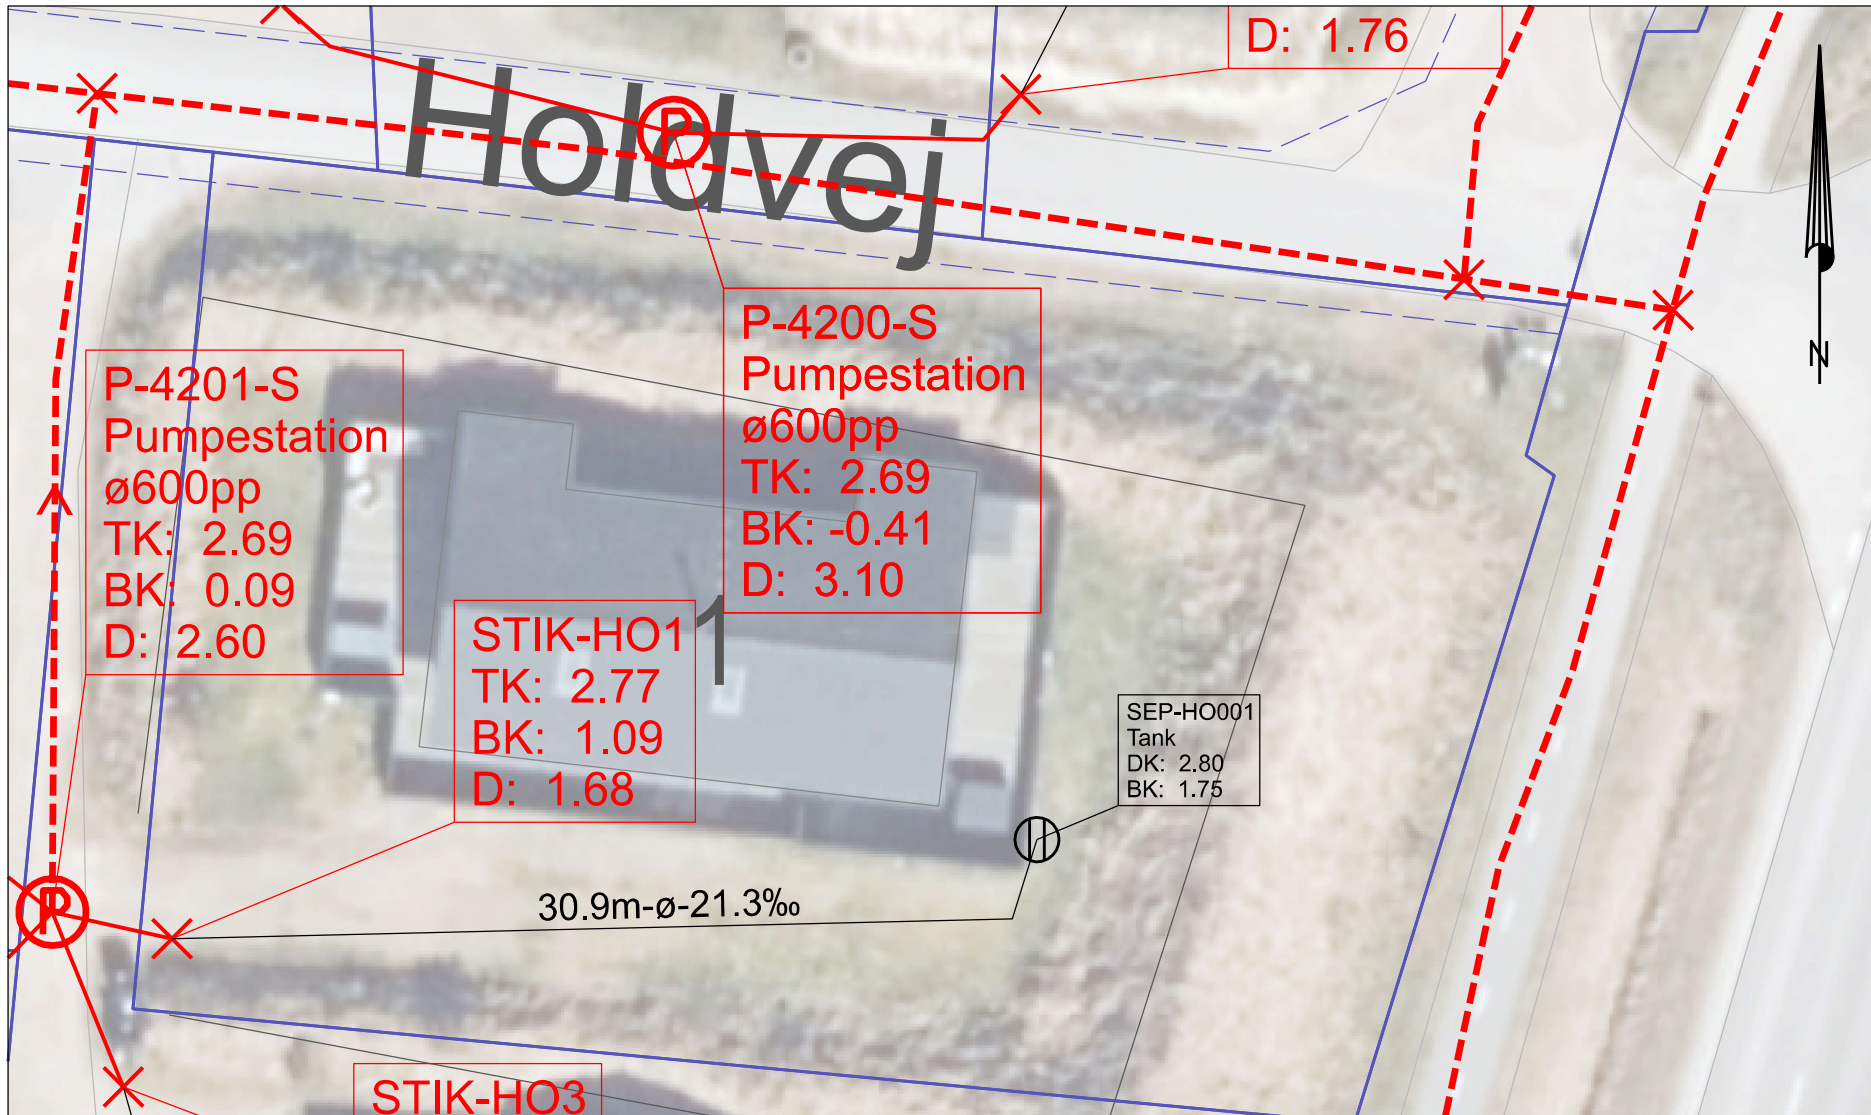 D: 1.76
Holdvej
P-4200-S
Pumpestation
ø600pp
TK: 2.69
BK: -0.41
D: 3.10
P-4201-S
Pumpestation
ø600pp
TK: 2.69
BK: 0.09
D: 2.60
N
STIK-HO1
TK: 2.77
BK: 1.09
D: 1.68
1
SEP-HO001
Tank
DK: 2.80
BK: 1.75
30.9m-ø-21.3‰
P
P
STIK-HO3